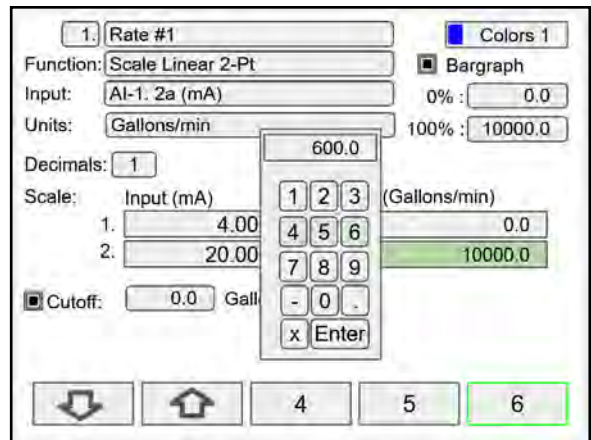 1. Rate #1 Colors 1
Function: Scale Linear 2-Pt Bargraph
Input: AI-1. 2a (mA) 0% : 0.0
Units: Gallons/min 100% : 10000.0
600.0
Decimals: 1
Scale: Input (mA) 1 2 3 (Gallons/min)
1. 4.00 4 5 6 0.0
2. 20.00 7 8 9 10000.0
Cutoff: 0.0 Gall - 0 .
x Enter
4 5 6